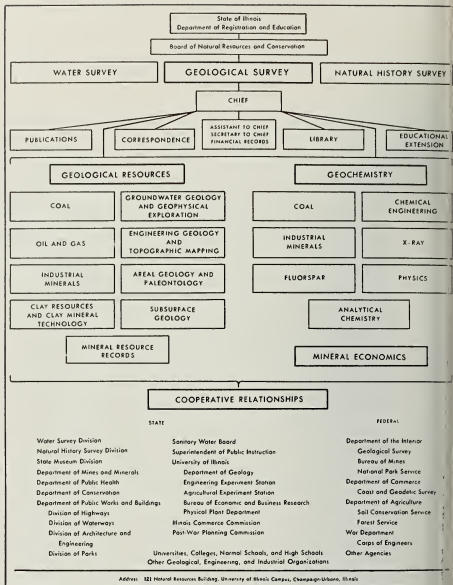 State of Illinois
Department of Registration and Education
Board of Natural Resources and Conservation
WATER SURVEY
GEOLOGICAL SURVEY
NATURAL HISTORY SURVEY
CHIEF
PUBLICATIONS
CORRESPONDENCE
ASSISTANT TO CHIEF
SECRETARY TO CHIEF
FINANCIAL RECORDS
LIBRARY
EDUCATIONAL
EXTENSION
GEOLOGICAL RESOURCES
COAL
GROUNDWATER GEOLOGY
AND GEOPHYSICAL
EXPLORATION
OIL AND GAS
ENGINEERING GEOLOGY
AND
TOPOGRAPHIC MAPPING
INDUSTRIAL
MINERALS
AREAL GEOLOGY AND
PALEONTOLOGY
CLAY RESOURCES
AND CLAY MINERAL
TECHNOLOGY
SUBSURFACE
GEOLOGY
MINERAL RESOURCE
RECORDS
GEOCHEMISTRY
COAL
CHEMICAL
ENGINEERING
INDUSTRIAL
MINERALS
X-RAY
FLUORSPAR
PHYSICS
ANALYTICAL
CHEMISTRY
MINERAL ECONOMICS
COOPERATIVE RELATIONSHIPS
STATE
Water Survey Division
Natural History Survey Division
State Museum Division
Department of Mines and Minerals
Department of Public Health
Department of Conservation
Department of Public Works and Buildings
Division of Highways
Division of Waterways
Division of Architecture and
Engineering
Division of Parks
Sanitary Water Board
Superintendent of Public Instruction
University of Illinois
Department of Geology
Engineering Experiment Station
Agricultural Experiment Station
Bureau of Economic and Business Research
Physical Plant Department
Illinois Commerce Commission
Post-War Planning Commission
Universities, Colleges, Normal Schools, and High Schools
Other Geological, Engineering, and Industrial Organizations
FEDERAL
Department of the Interior
Geological Survey
Bureau of Mines
National Park Service
Department of Commerce
Coast and Geodetic Survey
Department of Agriculture
Soil Conservation Service
Forest Service
War Department
Corps of Engineers
Other Agencies
Address 121 Natural Resources Building, University of Illinois Campus, Champaign-Urbana, Illinois